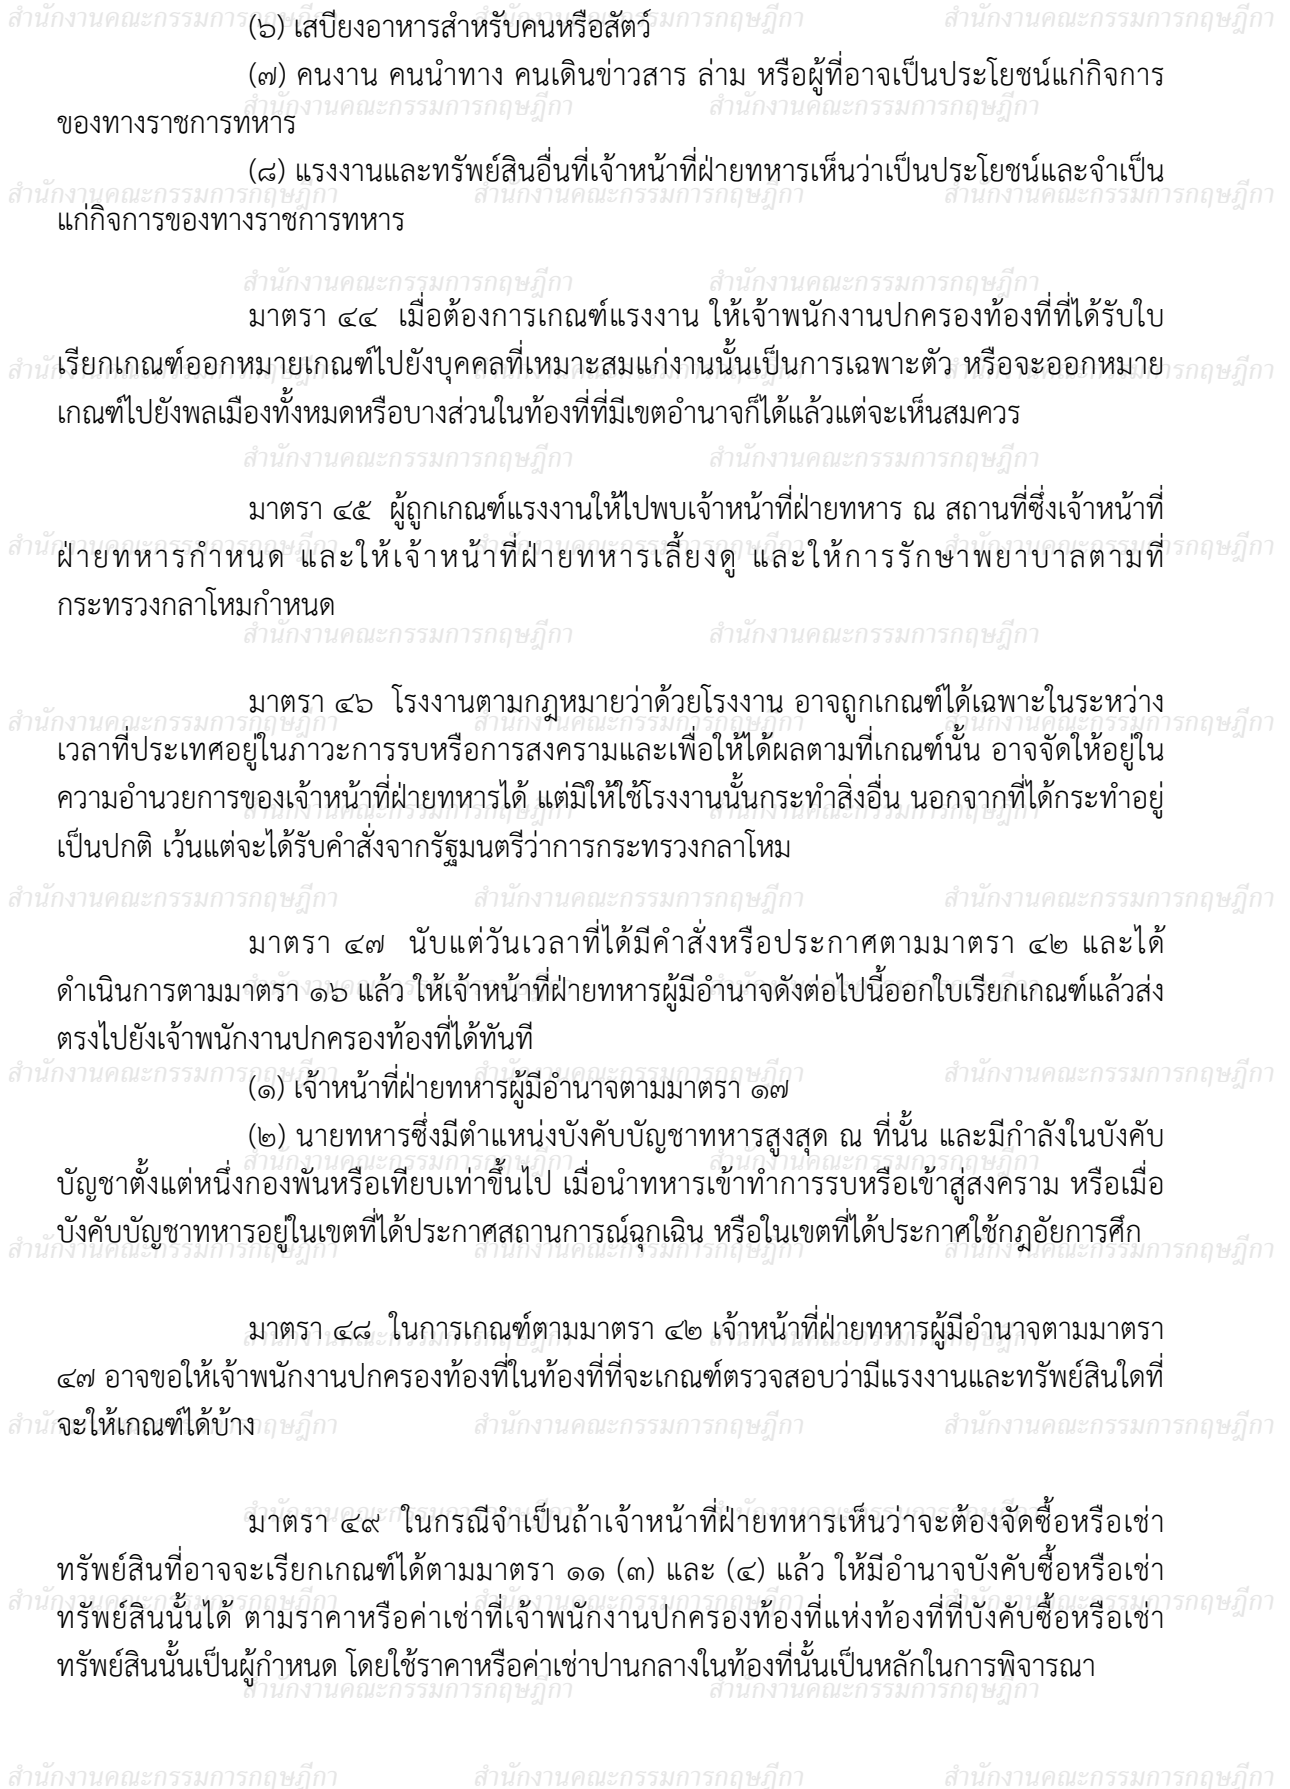 (๖) เสบียงอาหารสำหรับคนหรือสัตว์
(๗) คนงาน คนนำทาง คนเดินข่าวสาร ล่าม หรือผู้ที่อาจเป็นประโยชน์แก่กิจการ
ของทางราชการทหาร
(๘) แรงงานและทรัพย์สินอื่นที่เจ้าหน้าที่ฝ่ายทหารเห็นว่าเป็นประโยชน์และจำเป็น
แก่กิจการของทางราชการทหาร
มาตรา ๔๔  เมื่อต้องการเกณฑ์แรงงาน ให้เจ้าพนักงานปกครองท้องที่ที่ได้รับใบ
เรียกเกณฑ์ออกหมายเกณฑ์ไปยังบุคคลที่เหมาะสมแก่งานนั้นเป็นการเฉพาะตัว หรือจะออกหมาย
เกณฑ์ไปยังพลเมืองทั้งหมดหรือบางส่วนในท้องที่ที่มีเขตอำนาจก็ได้แล้วแต่จะเห็นสมควร
มาตรา ๔๕  ผู้ถูกเกณฑ์แรงงานให้ไปพบเจ้าหน้าที่ฝ่ายทหาร ณ สถานที่ซึ่งเจ้าหน้าที่
ฝ่ายทหารกำหนด และให้เจ้าหน้าที่ฝ่ายทหารเลี้ยงดู และให้การรักษาพยาบาลตามที่
กระทรวงกลาโหมกำหนด
มาตรา ๔๖  โรงงานตามกฎหมายว่าด้วยโรงงาน อาจถูกเกณฑ์ได้เฉพาะในระหว่าง
เวลาที่ประเทศอยู่ในภาวะการรบหรือการสงครามและเพื่อให้ได้ผลตามที่เกณฑ์นั้น อาจจัดให้อยู่ใน
ความอำนวยการของเจ้าหน้าที่ฝ่ายทหารได้ แต่มิให้ใช้โรงงานนั้นกระทำสิ่งอื่น นอกจากที่ได้กระทำอยู่
เป็นปกติ เว้นแต่จะได้รับคำสั่งจากรัฐมนตรีว่าการกระทรวงกลาโหม
มาตรา ๔๗  นับแต่วันเวลาที่ได้มีคำสั่งหรือประกาศตามมาตรา ๔๒ และได้
ดำเนินการตามมาตรา ๑๖ แล้ว ให้เจ้าหน้าที่ฝ่ายทหารผู้มีอำนาจดังต่อไปนี้ออกใบเรียกเกณฑ์แล้วส่ง
ตรงไปยังเจ้าพนักงานปกครองท้องที่ได้ทันที
(๑) เจ้าหน้าที่ฝ่ายทหารผู้มีอำนาจตามมาตรา ๑๗
(๒) นายทหารซึ่งมีตำแหน่งบังคับบัญชาทหารสูงสุด ณ ที่นั้น และมีกำลังในบังคับ
บัญชาตั้งแต่หนึ่งกองพันหรือเทียบเท่าขึ้นไป เมื่อนำทหารเข้าทำการรบหรือเข้าสู่สงคราม หรือเมื่อ
บังคับบัญชาทหารอยู่ในเขตที่ได้ประกาศสถานการณ์ฉุกเฉิน หรือในเขตที่ได้ประกาศใช้กฎอัยการศึก
มาตรา ๔๘  ในการเกณฑ์ตามมาตรา ๔๒ เจ้าหน้าที่ฝ่ายทหารผู้มีอำนาจตามมาตรา
๔๗ อาจขอให้เจ้าพนักงานปกครองท้องที่ในท้องที่ที่จะเกณฑ์ตรวจสอบว่ามีแรงงานและทรัพย์สินใดที่
จะให้เกณฑ์ได้บ้าง
มาตรา ๔๙  ในกรณีจำเป็นถ้าเจ้าหน้าที่ฝ่ายทหารเห็นว่าจะต้องจัดซื้อหรือเช่า
ทรัพย์สินที่อาจจะเรียกเกณฑ์ได้ตามมาตรา ๑๑ (๓) และ (๔) แล้ว ให้มีอำนาจบังคับซื้อหรือเช่า
ทรัพย์สินนั้นได้ ตามราคาหรือค่าเช่าที่เจ้าพนักงานปกครองท้องที่แห่งท้องที่ที่บังคับซื้อหรือเช่า
ทรัพย์สินนั้นเป็นผู้กำหนด โดยใช้ราคาหรือค่าเช่าปานกลางในท้องที่นั้นเป็นหลักในการพิจารณา
สำนักงานคณะกรรมการกฤษฎีกา สำนักงานคณะกรรมการกฤษฎีกา สำนักงานคณะกรรมการกฤษฎีกา